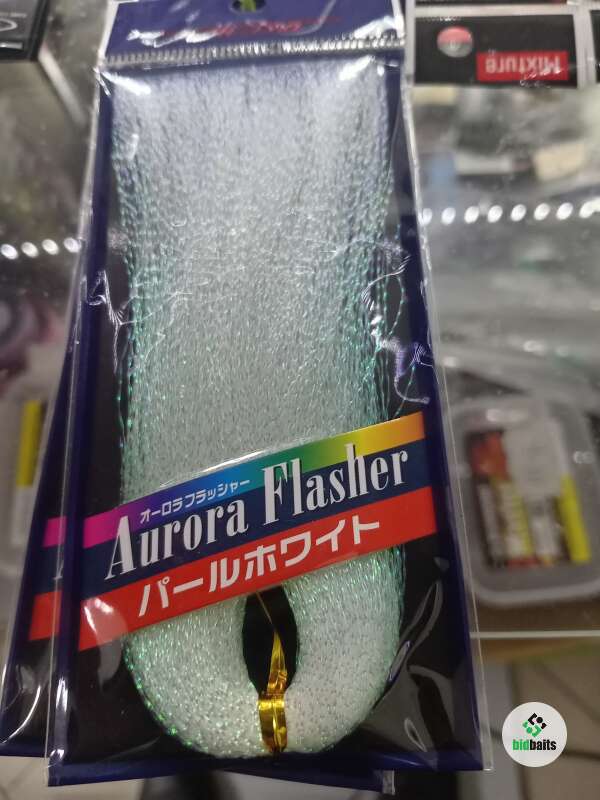 Mixture
オーロラフラッシャー
Aurora Flasher
パールホワイト
bidbaits